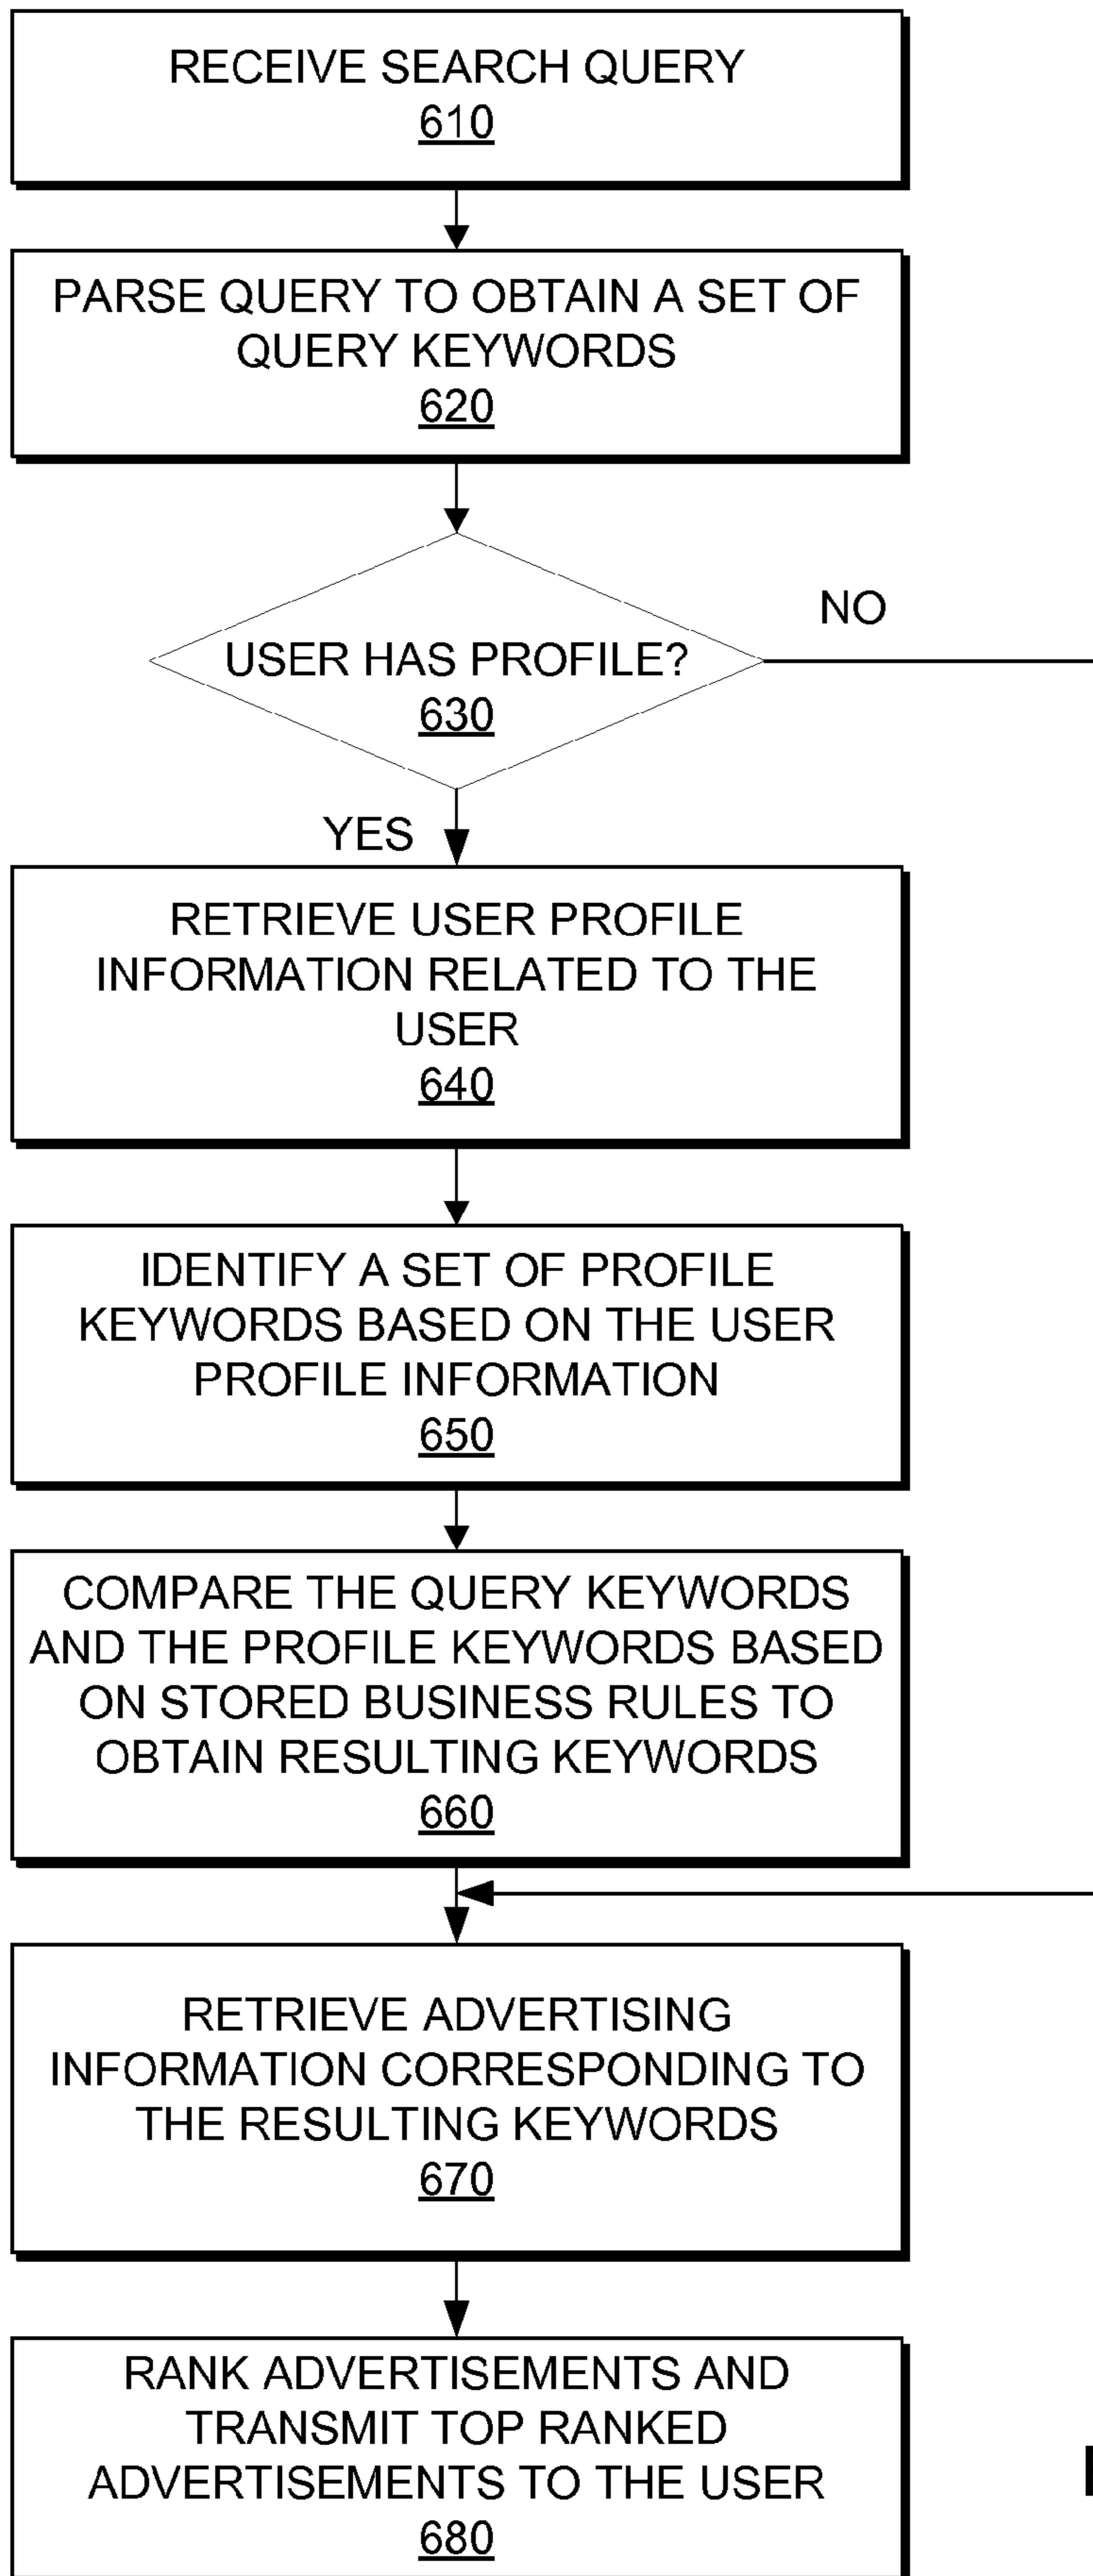 RECEIVE SEARCH QUERY
610
PARSE QUERY TO OBTAIN A SET OF
QUERY KEYWORDS
620
USER HAS PROFILE?
630
NO
YES
RETRIEVE USER PROFILE
INFORMATION RELATED TO THE
USER
640
IDENTIFY A SET OF PROFILE
KEYWORDS BASED ON THE USER
PROFILE INFORMATION
650
COMPARE THE QUERY KEYWORDS
AND THE PROFILE KEYWORDS BASED
ON STORED BUSINESS RULES TO
OBTAIN RESULTING KEYWORDS
660
RETRIEVE ADVERTISING
INFORMATION CORRESPONDING TO
THE RESULTING KEYWORDS
670
RANK ADVERTISEMENTS AND
TRANSMIT TOP RANKED
ADVERTISEMENTS TO THE USER
680